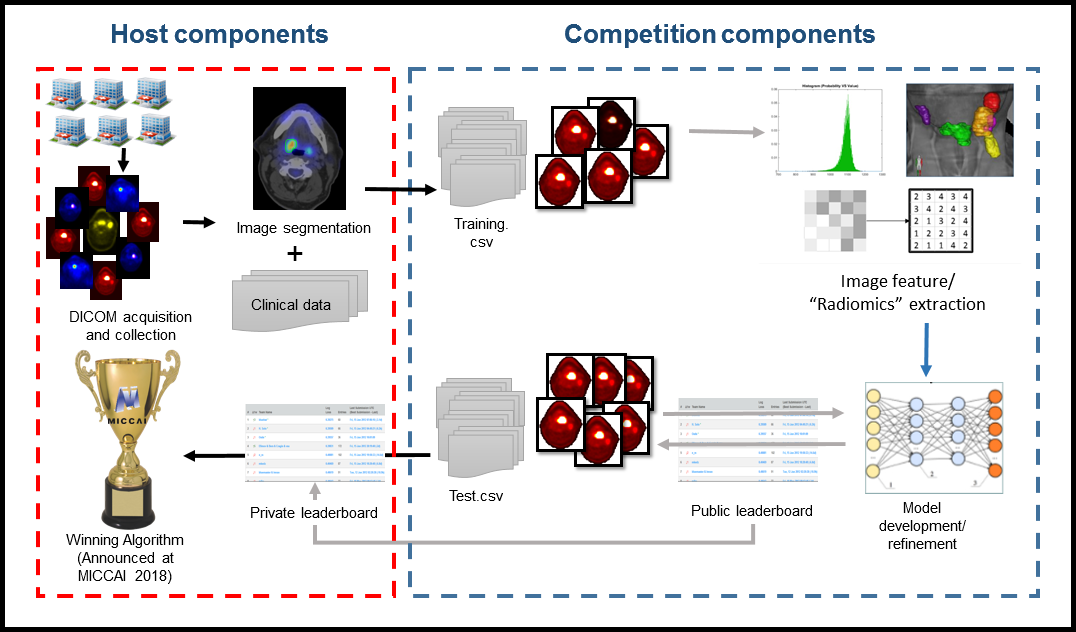 Host components
Competition components
Histogram (Probability VS Value)
Image segmentation
+
Clinical data
DICOM acquisition
and collection
Training.
csv
2 3 4 3 4
3 4 2 4 3
4 1 3 2 4
1 2 2 3 4
2 1 1 4 2
Image feature/
“Radiomics” extraction
MICCAI
Private leaderboard
Winning Algorithm
(Announced at
MICCAI 2018)
Test.csv
Public leaderboard
1
2
3
Model
development/
refinement